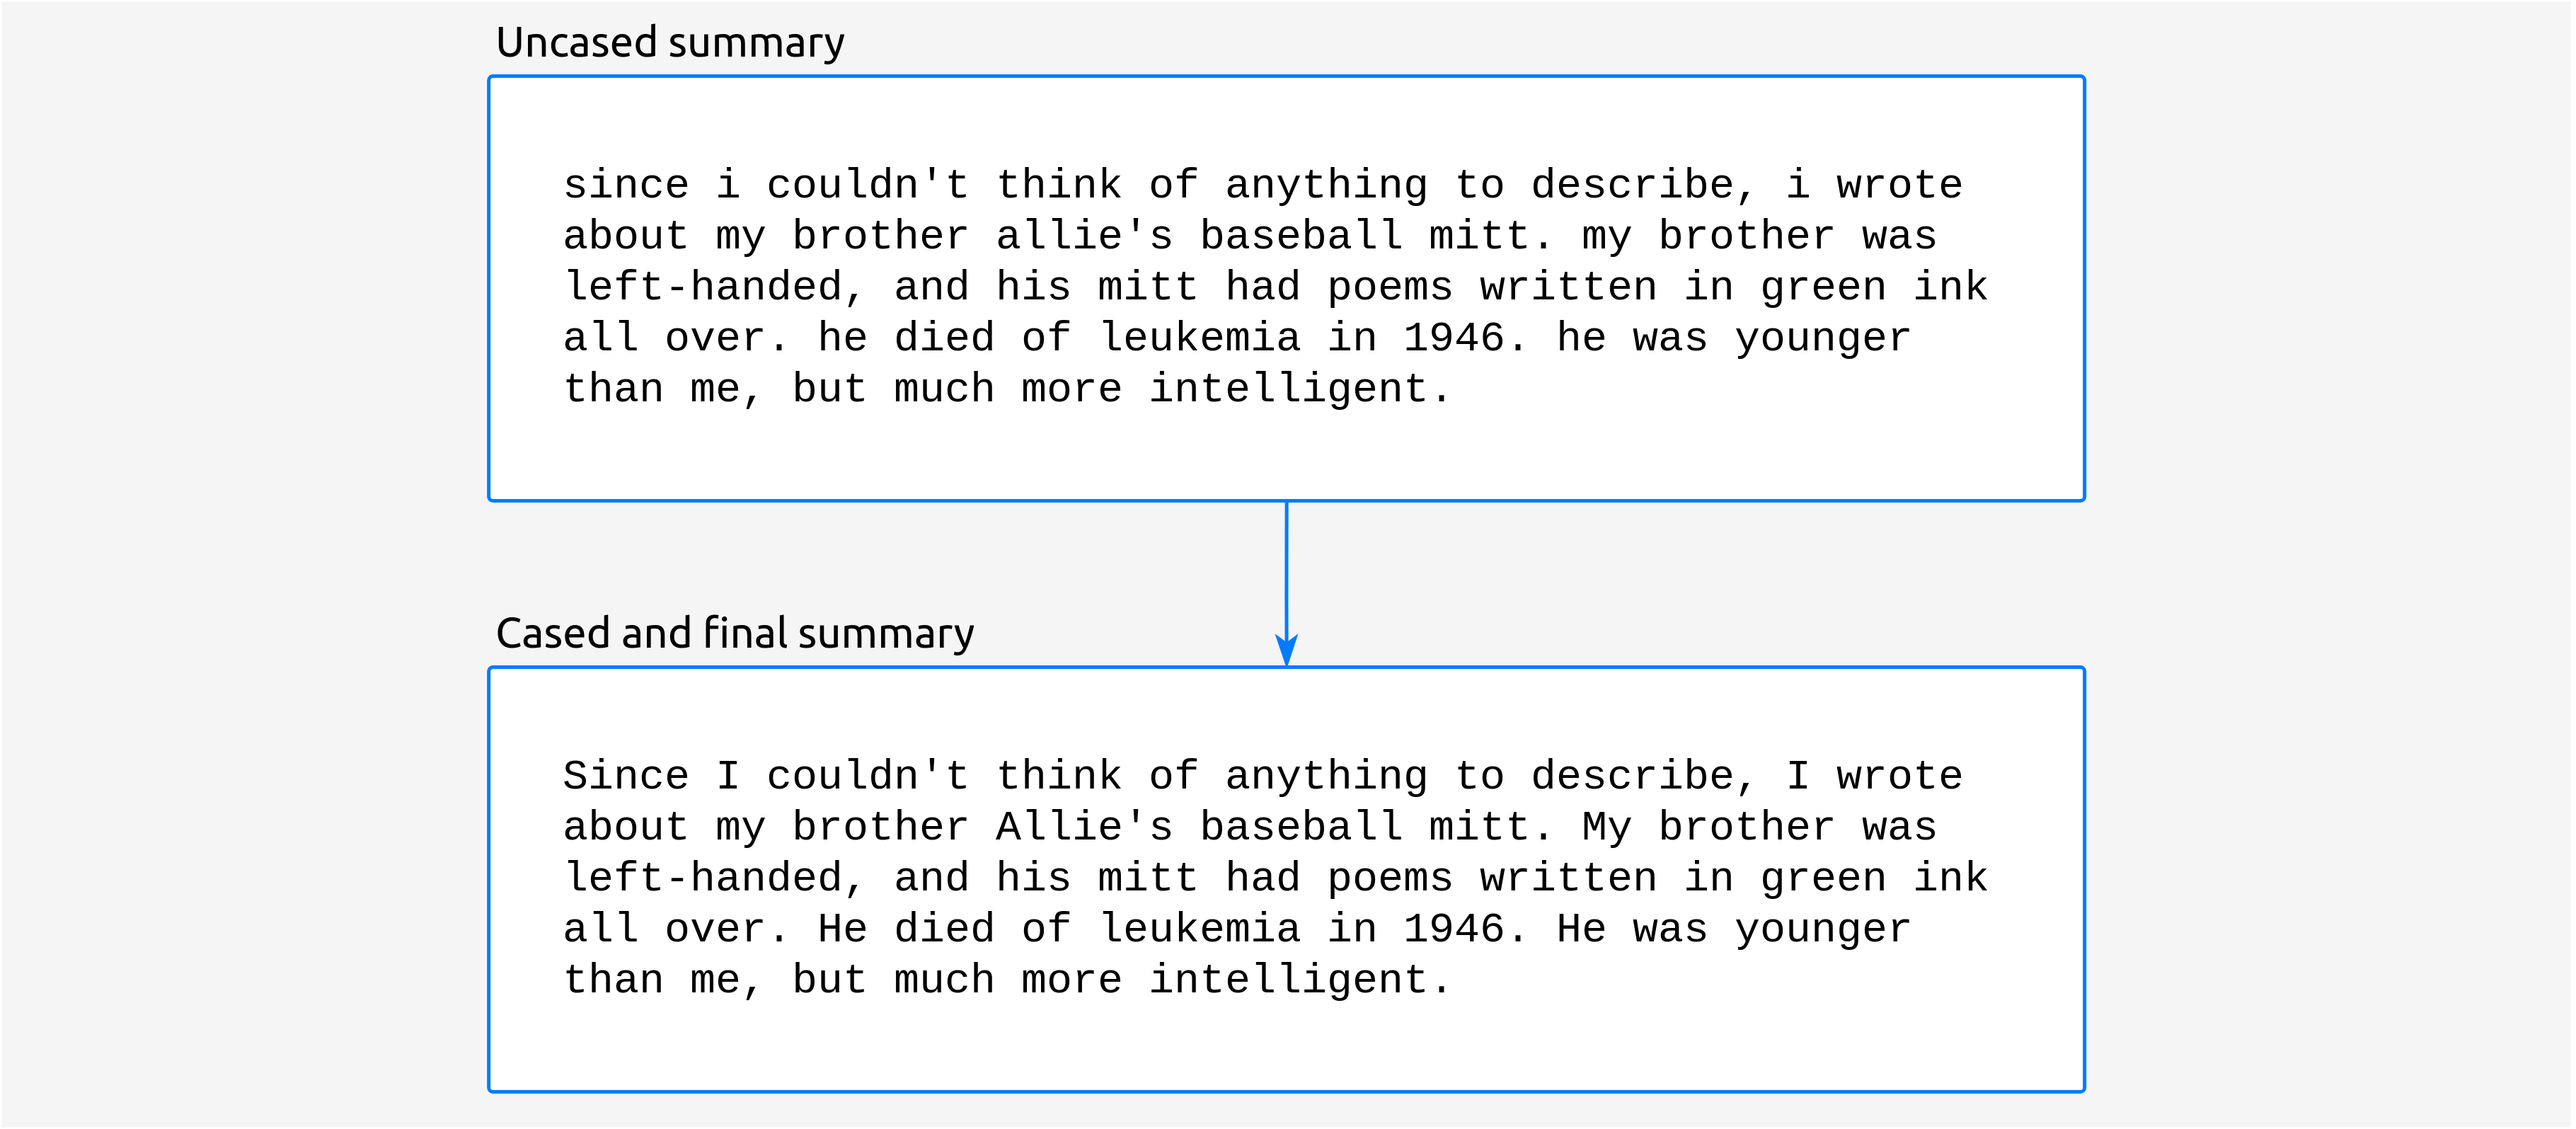 Uncased summary
since i couldn't think of anything to describe, i wrote
about my brother allie's baseball mitt. my brother was
left-handed, and his mitt had poems written in green ink
all over. he died of leukemia in 1946. he was younger
than me, but much more intelligent.
Cased and final summary
Since I couldn't think of anything to describe, I wrote
about my brother Allie's baseball mitt. My brother was
left-handed, and his mitt had poems written in green ink
all over. He died of leukemia in 1946. He was younger
than me, but much more intelligent.